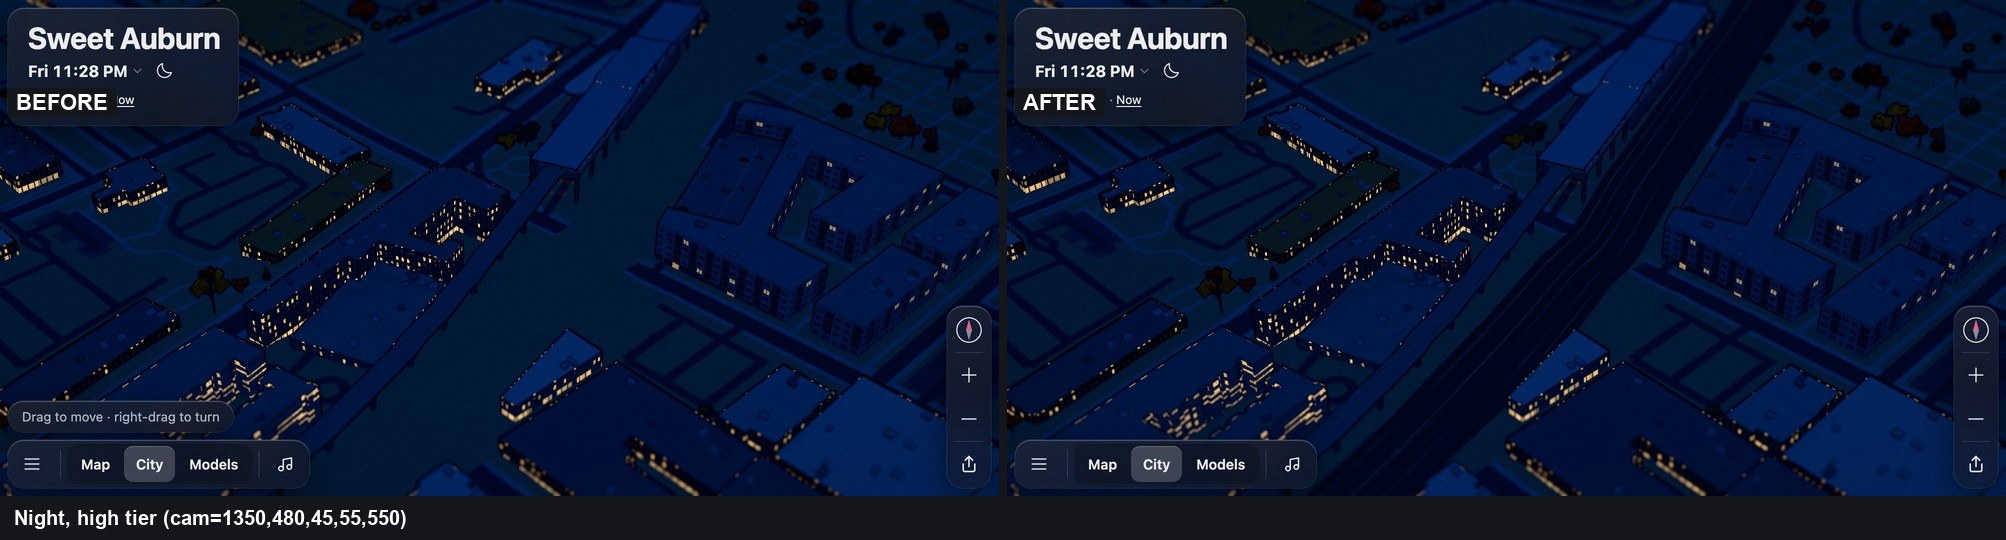 Sweet Auburn
Fri 11:28 PM
BEFORE ow
Drag to move · right-drag to turn
Map City Models
Sweet Auburn
Fri 11:28 PM
AFTER · Now
Map City Models
Night, high tier (cam=1350,480,45,55,550)